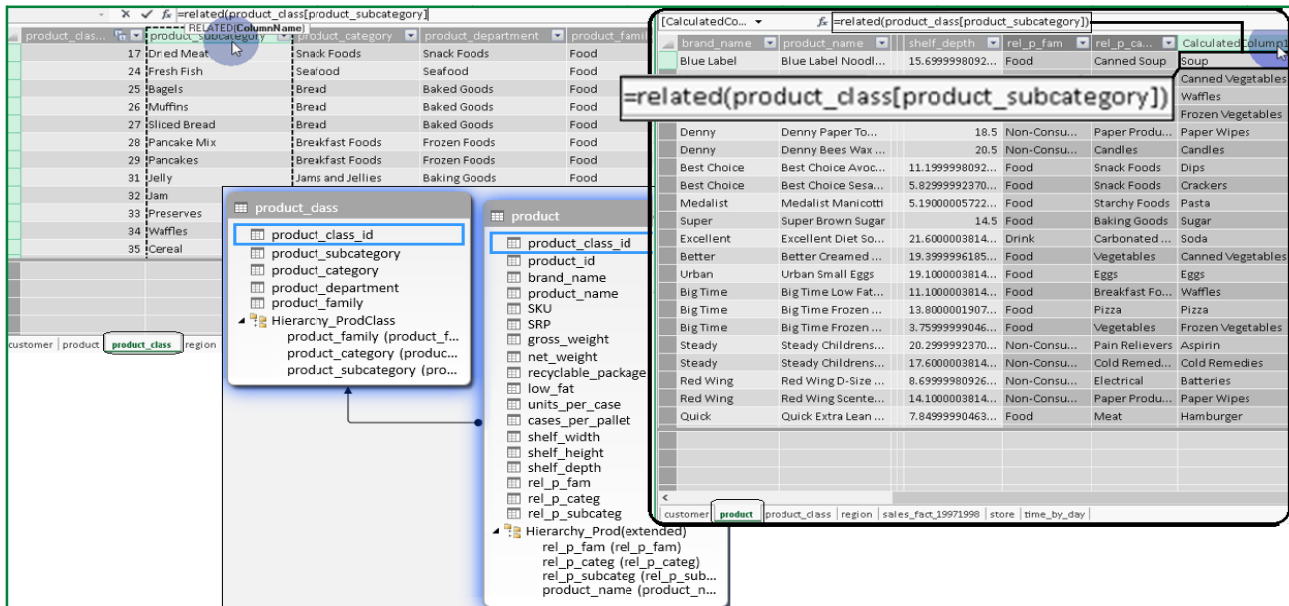 =related(product_class[product_subcategory]
RELATED(ColumnName)
product_clas... product_subcategory product_category product_department product_famil
17 Dried Meat Snack Foods Snack Foods Food
24 Fresh Fish Seafood Seafood Food
25 Bagels Bread Baked Goods Food
26 Muffins Bread Baked Goods Food
27 Sliced Bread Bread Baked Goods Food
28 Pancake Mix Breakfast Foods Frozen Foods Food
29 Pancakes Breakfast Foods Frozen Foods Food
31 Jelly Jams and Jellies Baking Goods Food
32 Jam
33 Preserves
34 Waffles
35 Cereal
customer product product_class region
product_class
product_class_id
product_subcategory
product_category
product_department
product_family
Hierarchy_ProdClass
product_family (product_f...
product_category (produc...
product_subcategory (pro...
product
product_class_id
product_id
brand_name
product_name
SKU
SRP
gross_weight
net_weight
recyclable_package
low_fat
units_per_case
cases_per_pallet
shelf_width
shelf_height
shelf_depth
rel_p_fam
rel_p_categ
rel_p_subcateg
Hierarchy_Prod(extended)
rel_p_fam (rel_p_fam)
rel_p_categ (rel_p_categ)
rel_p_subcateg (rel_p_sub...
product_name (product_n...
[CalculatedCo... fx =related(product_class[product_subcategory])
brand_name product_name shelf_depth rel_p_fam rel_p_ca... CalculatedColumn1
Blue Label Blue Label Noodl... 15.6999998092... Food Canned Soup Soup
Canned Vegetables
Waffles
Frozen Vegetables
=related(product_class[product_subcategory])
Denny Denny Paper To... 18.5 Non-Consu... Paper Produ... Paper Wipes
Denny Denny Bees Wax ... 20.5 Non-Consu... Candles Candles
Best Choice Best Choice Avoc... 11.1999998092... Food Snack Foods Dips
Best Choice Best Choice Sesa... 5.82999992370... Food Snack Foods Crackers
Medalist Medalist Manicotti 5.19000005722... Food Starchy Foods Pasta
Super Super Brown Sugar 14.5 Food Baking Goods Sugar
Excellent Excellent Diet So... 21.6000003814... Drink Carbonated ... Soda
Better Better Creamed ... 19.3999996185... Food Vegetables Canned Vegetables
Urban Urban Small Eggs 19.1000003814... Food Eggs Eggs
Big Time Big Time Low Fat... 11.1000003814... Food Breakfast Fo... Waffles
Big Time Big Time Frozen ... 13.8000001907... Food Pizza Pizza
Big Time Big Time Frozen ... 3.75999999046... Food Vegetables Frozen Vegetables
Steady Steady Childrens... 20.2999992370... Non-Consu... Pain Relievers Aspirin
Steady Steady Childrens... 17.6000003814... Non-Consu... Cold Remed... Cold Remedies
Red Wing Red Wing D-Size ... 8.69999980926... Non-Consu... Electrical Batteries
Red Wing Red Wing Scente... 14.1000003814... Non-Consu... Paper Produ... Paper Wipes
Quick Quick Extra Lean ... 7.84999990463... Food Meat Hamburger
customer product product_class region sales_fact_19971998 store time_by_day